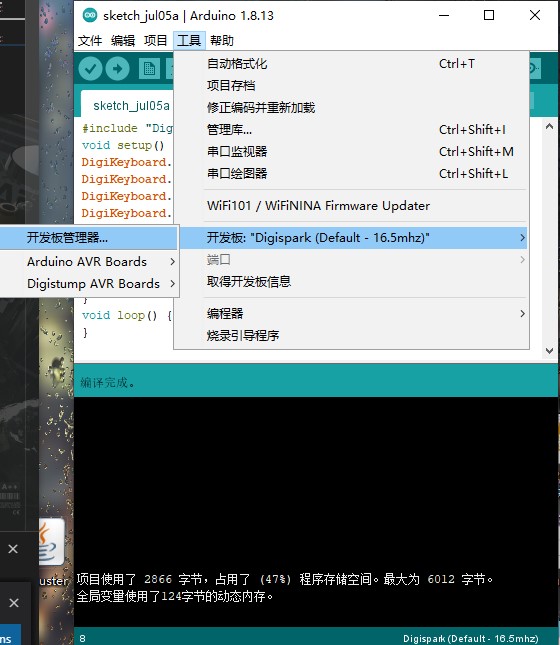 sketch_jul05a | Arduino 1.8.13
文件 编辑 项目 工具 帮助
自动格式化 Ctrl+T
项目存档
修正编码并重新加载
管理库... Ctrl+Shift+I
串口监视器 Ctrl+Shift+M
串口绘图器 Ctrl+Shift+L
WiFi101 / WiFiNINA Firmware Updater
开发板: "Digispark (Default - 16.5mhz)"
端口
取得开发板信息
编程器
烧录引导程序
开发板管理器...
Arduino AVR Boards
Digistump AVR Boards
sketch_jul05a
#include "Dig
void setup()
DigiKeyboard.
DigiKeyboard.
DigiKeyboard.
DigiKeyboard.
}
void loop() {
}
编译完成。
项目使用了 2866 字节，占用了 (47%) 程序存储空间。最大为 6012 字节。
全局变量使用了124字节的动态内存。
8 Digispark (Default - 16.5mhz)
uster
ns